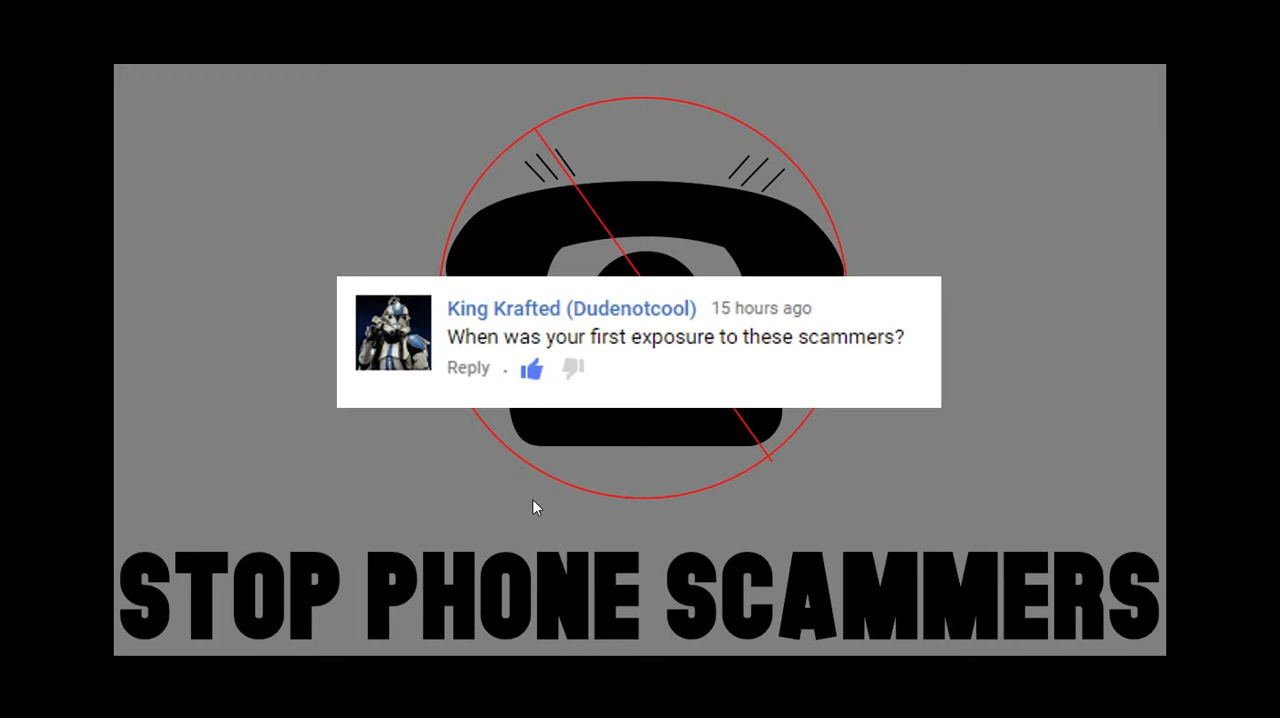 King Krafted (Dudenotcool) 15 hours ago
When was your first exposure to these scammers?
Reply .
STOP PHONE SCAMMERS